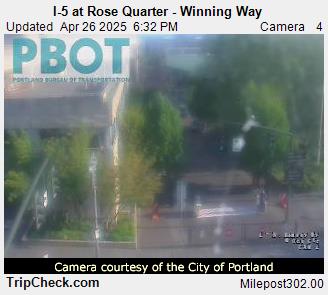 I-5 at Rose Quarter - Winning Way
Updated Apr 26 2025 6:32 PM Camera 4
PBOT
PORTLAND BUREAU OF TRANSPORTATION
Camera courtesy of the City of Portland
TripCheck.com Milepost302.00